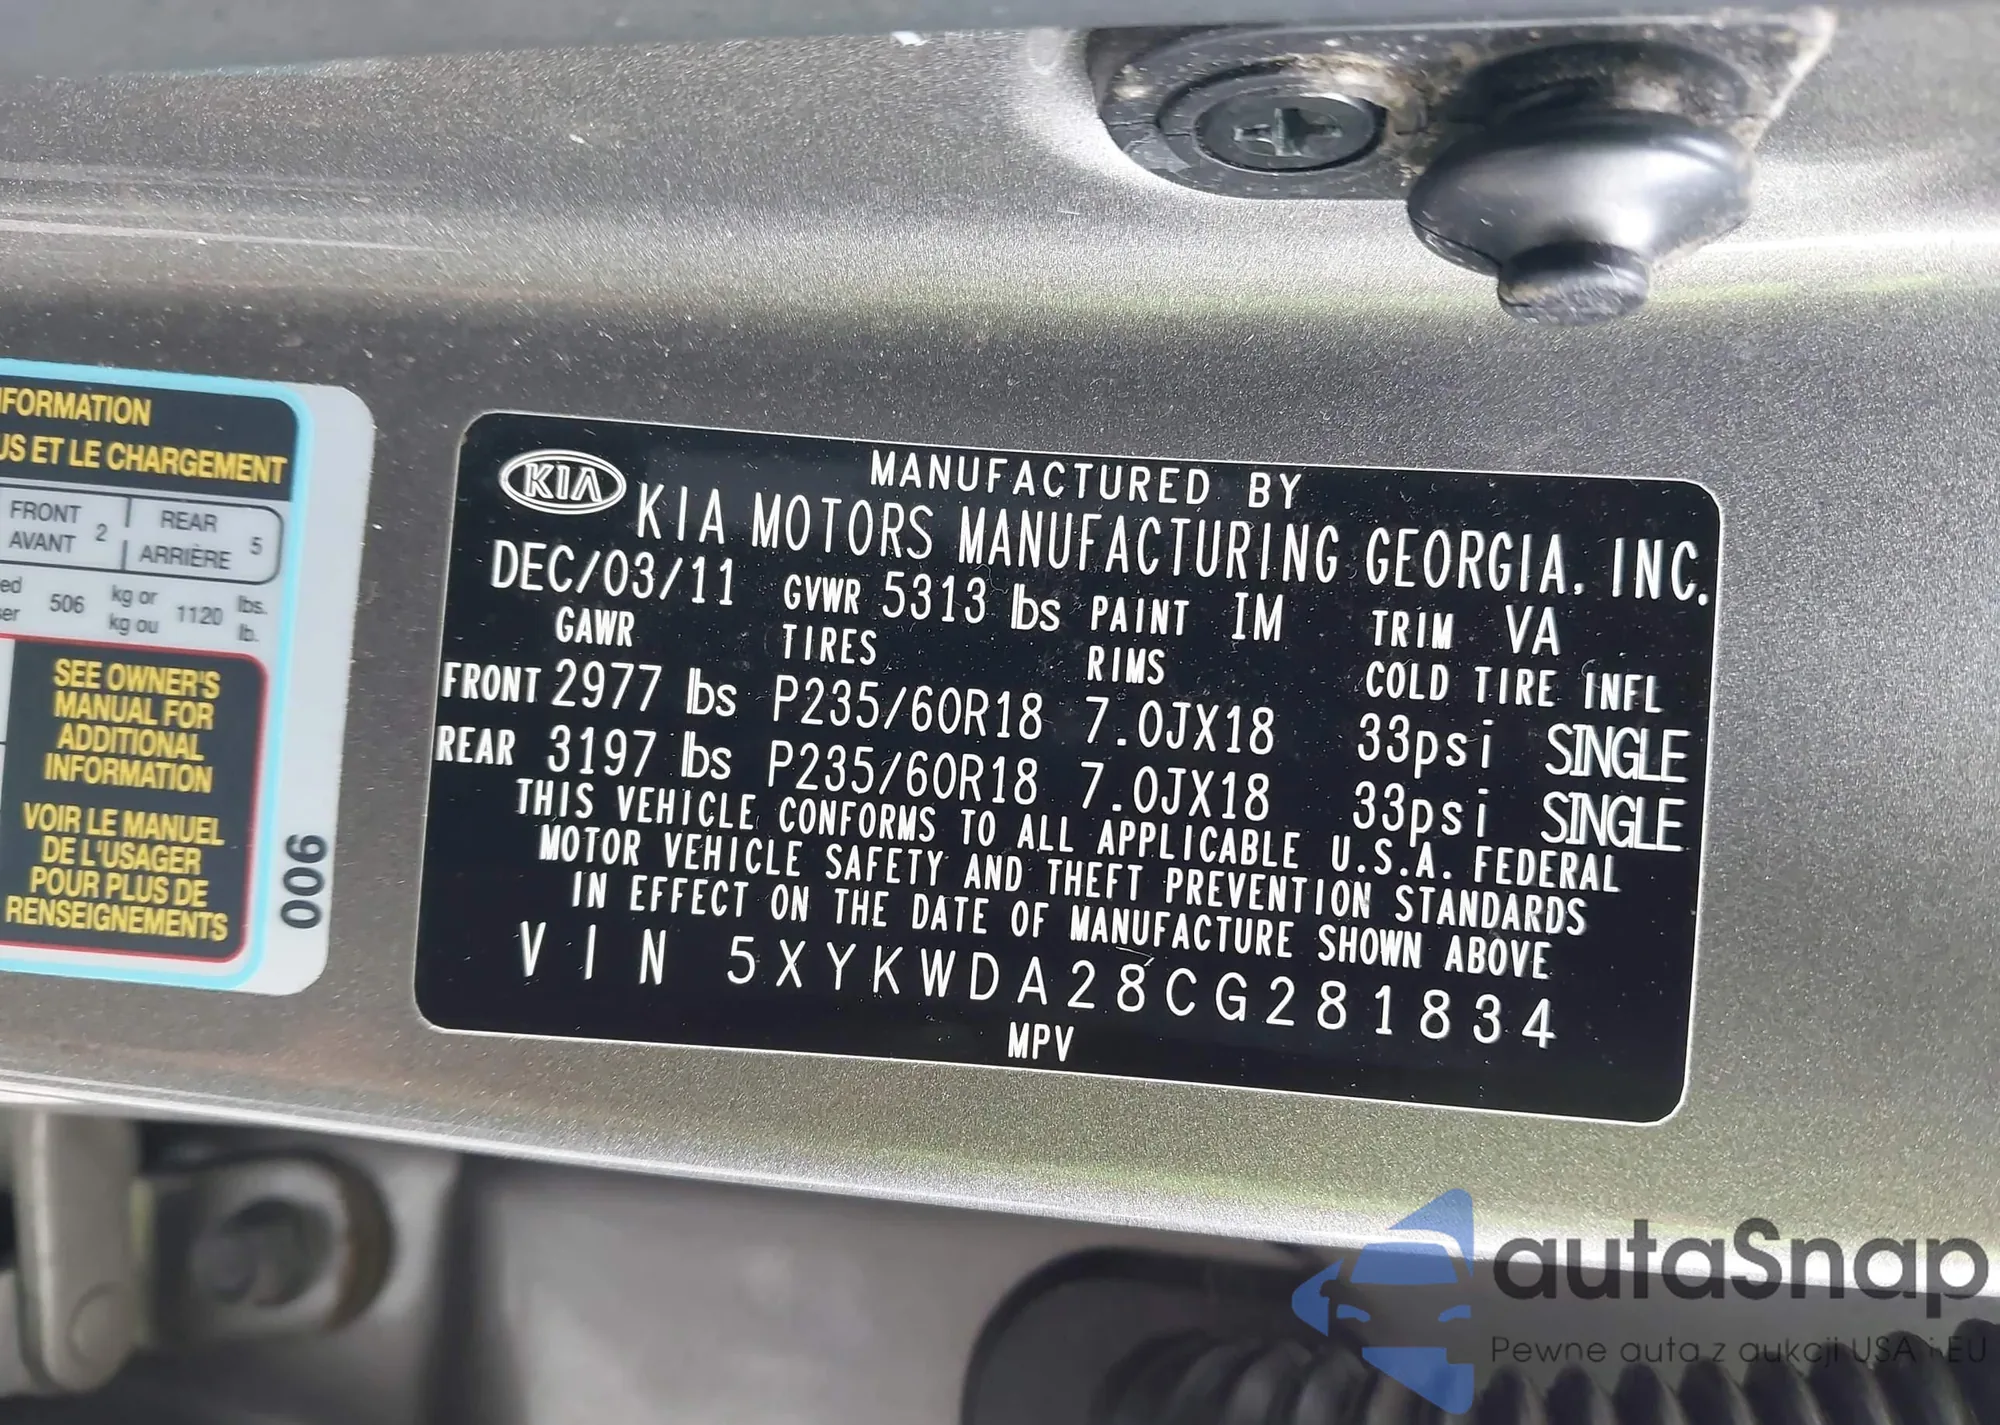 FORMATION
US ET LE CHARGEMENT
FRONT
AVANT
2
REAR
ARRIÈRE
5
506
kg or
kg ou
1120
lbs.
lb.
SEE OWNER'S
MANUAL FOR
ADDITIONAL
INFORMATION
VOIR LE MANUEL
DE L'USAGER
POUR PLUS DE
RENSEIGNEMENTS
006
KIA
MANUFACTURED BY
KIA MOTORS MANUFACTURING GEORGIA, INC.
DEC/03/11 GVWR 5313 lbs PAINT IM TRIM VA
GAWR TIRES RIMS COLD TIRE INFL
FRONT 2977 lbs P235/60R18 7.0JX18 33psi SINGLE
REAR 3197 lbs P235/60R18 7.0JX18 33psi SINGLE
THIS VEHICLE CONFORMS TO ALL APPLICABLE U.S.A. FEDERAL
MOTOR VEHICLE SAFETY AND THEFT PREVENTION STANDARDS
IN EFFECT ON THE DATE OF MANUFACTURE SHOWN ABOVE
VIN 5XYKWDA28CG281834
MPV
autaSnap
Pewne auta z aukcji USA i EU